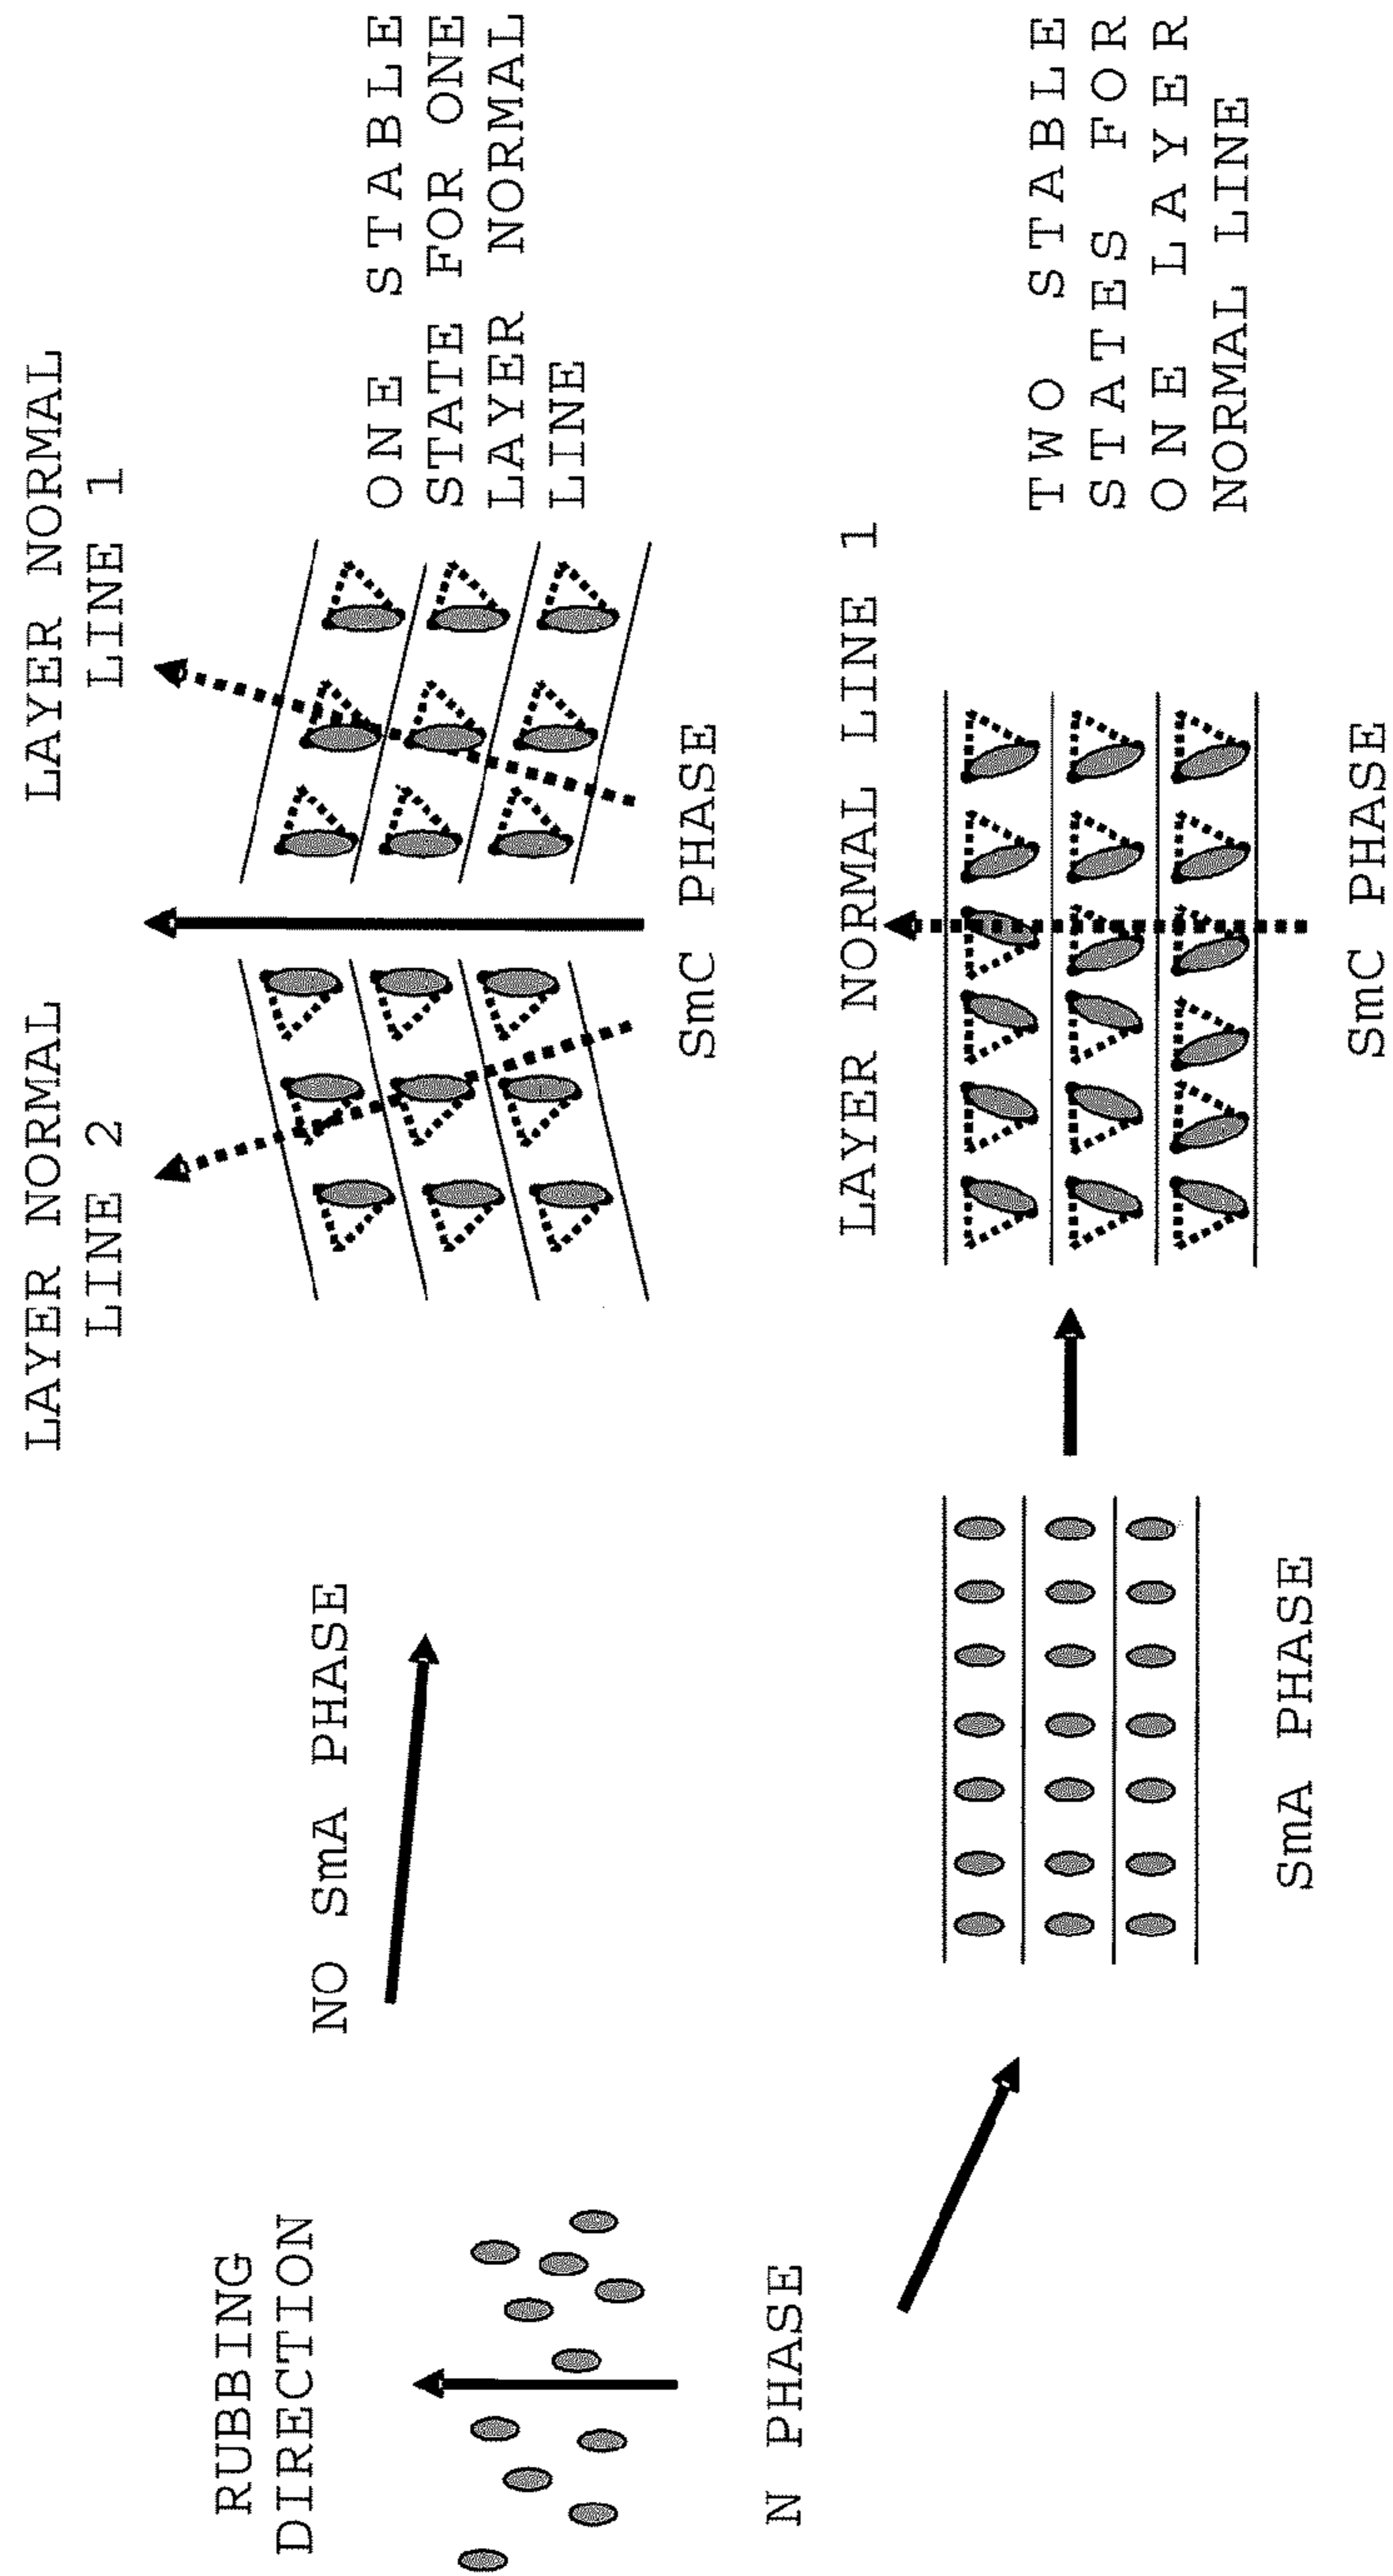 RUBBING
DIRECTION
N PHASE
NO SmA PHASE
LAYER NORMAL
LINE 2
LAYER NORMAL
LINE 1
SmC PHASE
ONE STABLE
STATE FOR ONE
LAYER NORMAL
LINE
SmA PHASE
LAYER NORMAL LINE 1
SmC PHASE
TWO STABLE
STATES FOR
ONE LAYER
NORMAL LINE